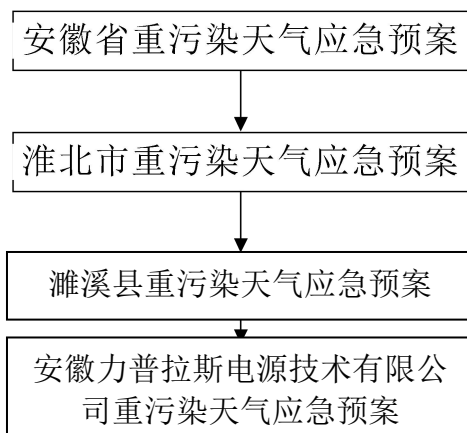 安徽省重污染天气应急预案
淮北市重污染天气应急预案
濉溪县重污染天气应急预案
安徽力普拉斯电源技术有限公
司重污染天气应急预案